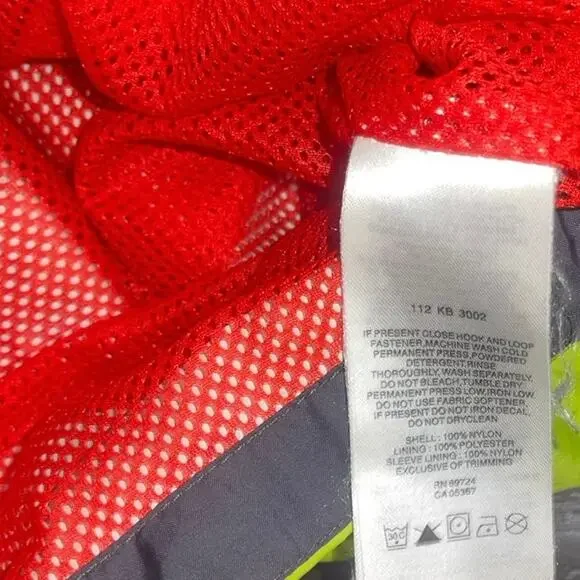 112 KB 3002
IF PRESENT CLOSE HOOK AND LOOP
FASTENER,MACHINE WASH COLD
PERMANENT PRESS,POWDERED
DETERGENT,RINSE
THOROUGHLY, WASH SEPARATELY,
DO NOT BLEACH,TUMBLE DRY
PERMANENT PRESS LOW,IRON LOW
DO NOT USE FABRIC SOFTENER,
IF PRESENT DO NOT IRON DECAL,
DO NOT DRYCLEAN
SHELL: 100% NYLON
LINING : 100% POLYESTER
SLEEVE LINING : 100% NYLON
EXCLUSIVE OF TRIMMING
RN 69724
CA 05367
30C